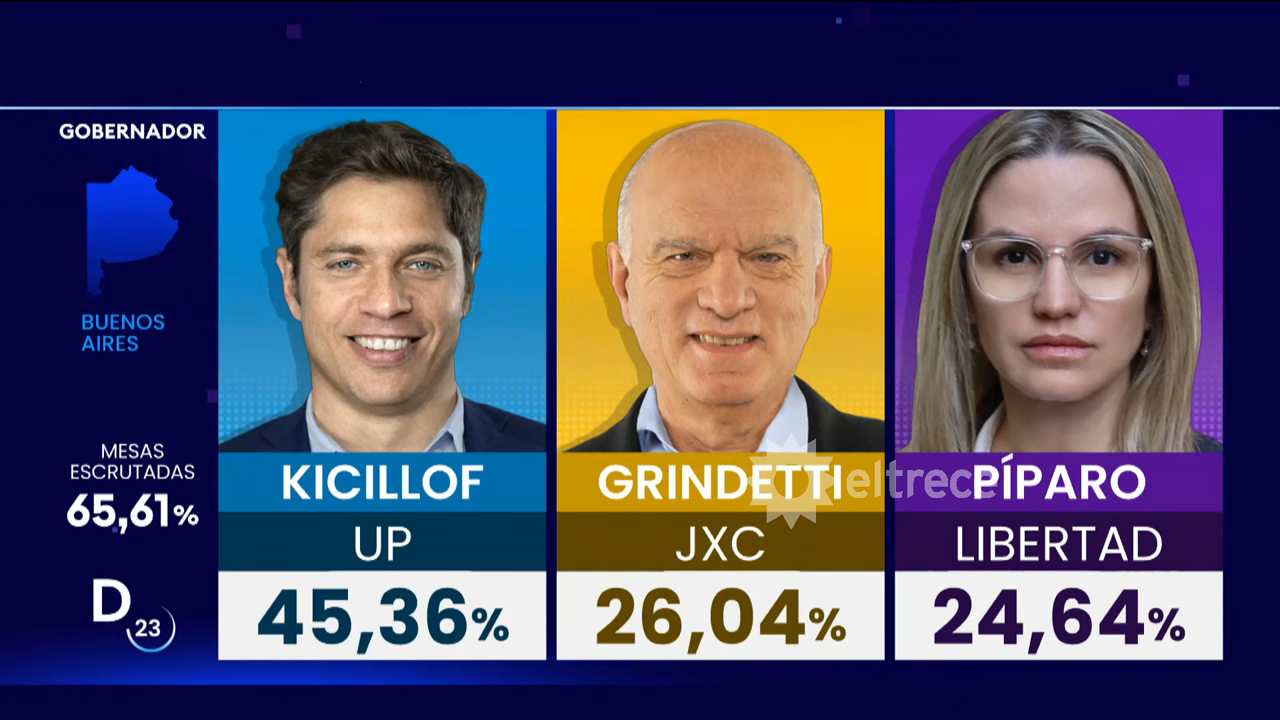 GOBERNADOR
BUENOS
AIRES
MESAS
ESCRUTADAS
65,61%
D
23
KICILLOF
UP
45,36%
GRINDETTI
JXC
26,04%
PÍPARO
LIBERTAD
24,64%
eltrece